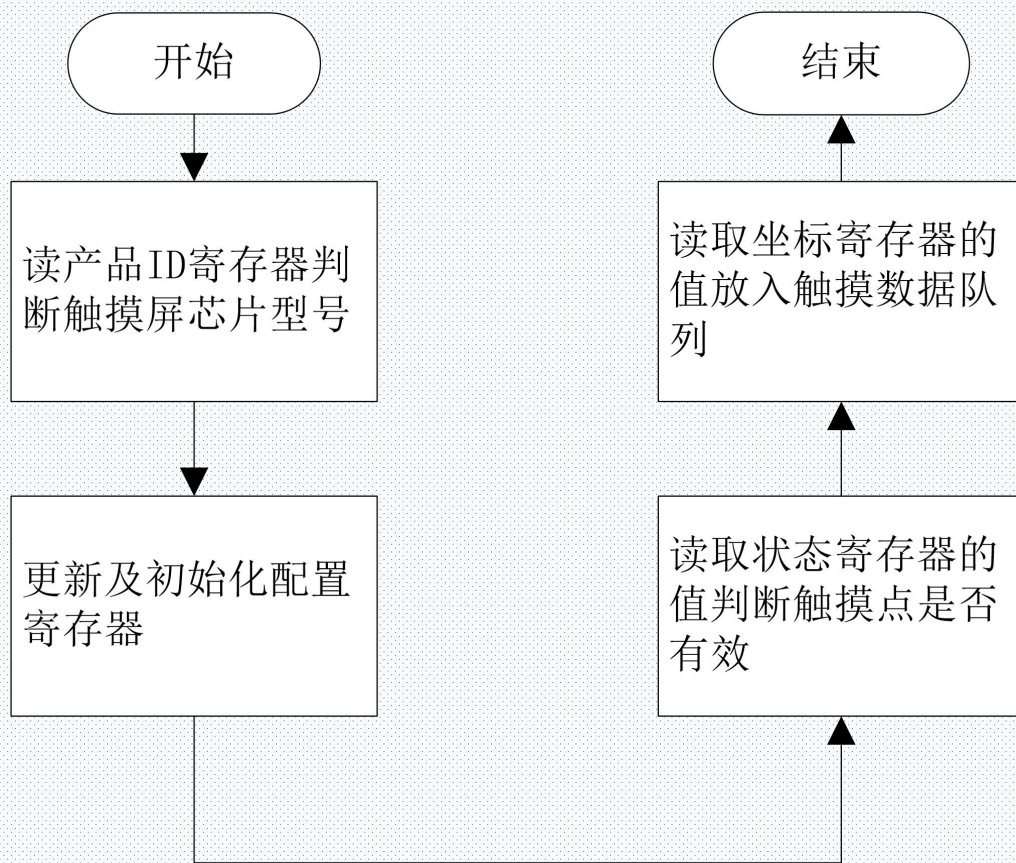 开始
读产品ID寄存器判
断触摸屏芯片型号
更新及初始化配置
寄存器
读取状态寄存器的
值判断触摸点是否
有效
读取坐标寄存器的
值放入触摸数据队
列
结束